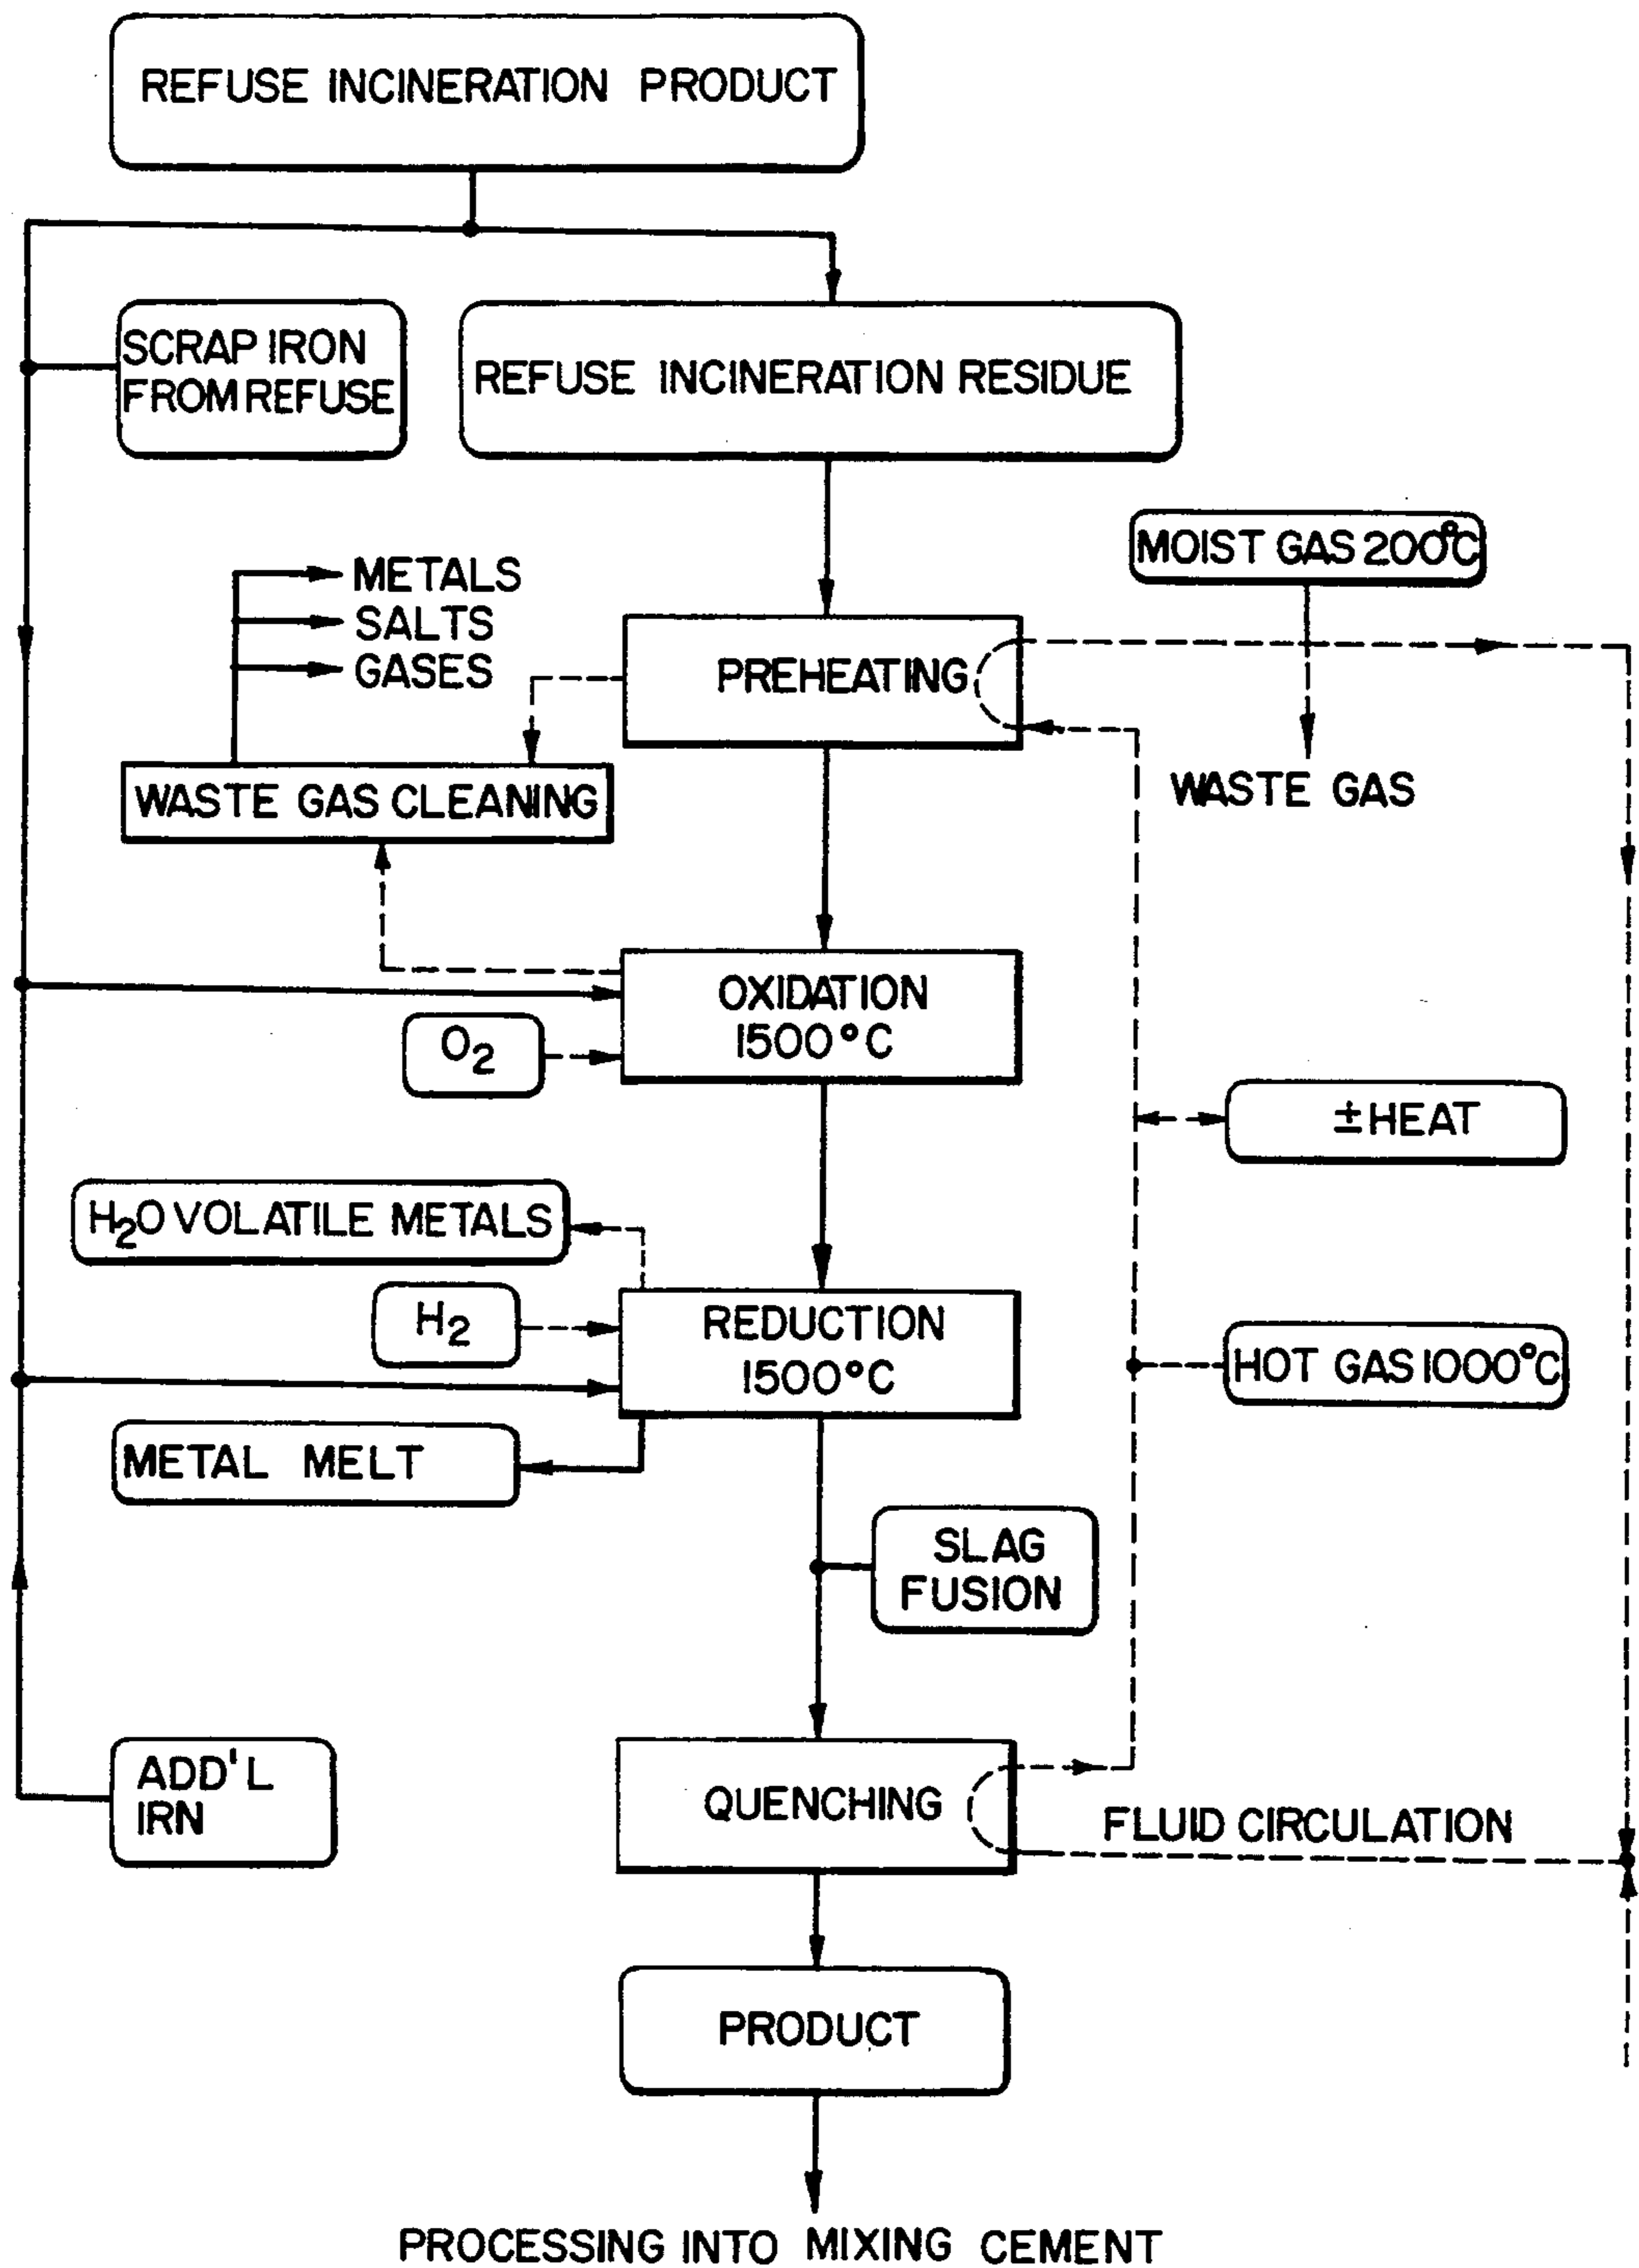 REFUSE INCINERATION PRODUCT
SCRAP IRON
FROM REFUSE
REFUSE INCINERATION RESIDUE
MOIST GAS 200°C
METALS
SALTS
GASES
PREHEATING
WASTE GAS CLEANING
WASTE GAS
OXIDATION
1500°C
O2
±HEAT
H2O VOLATILE METALS
H2
REDUCTION
1500°C
HOT GAS 1000°C
METAL MELT
SLAG
FUSION
ADD'L
IRN
QUENCHING
FLUID CIRCULATION
PRODUCT
PROCESSING INTO MIXING CEMENT